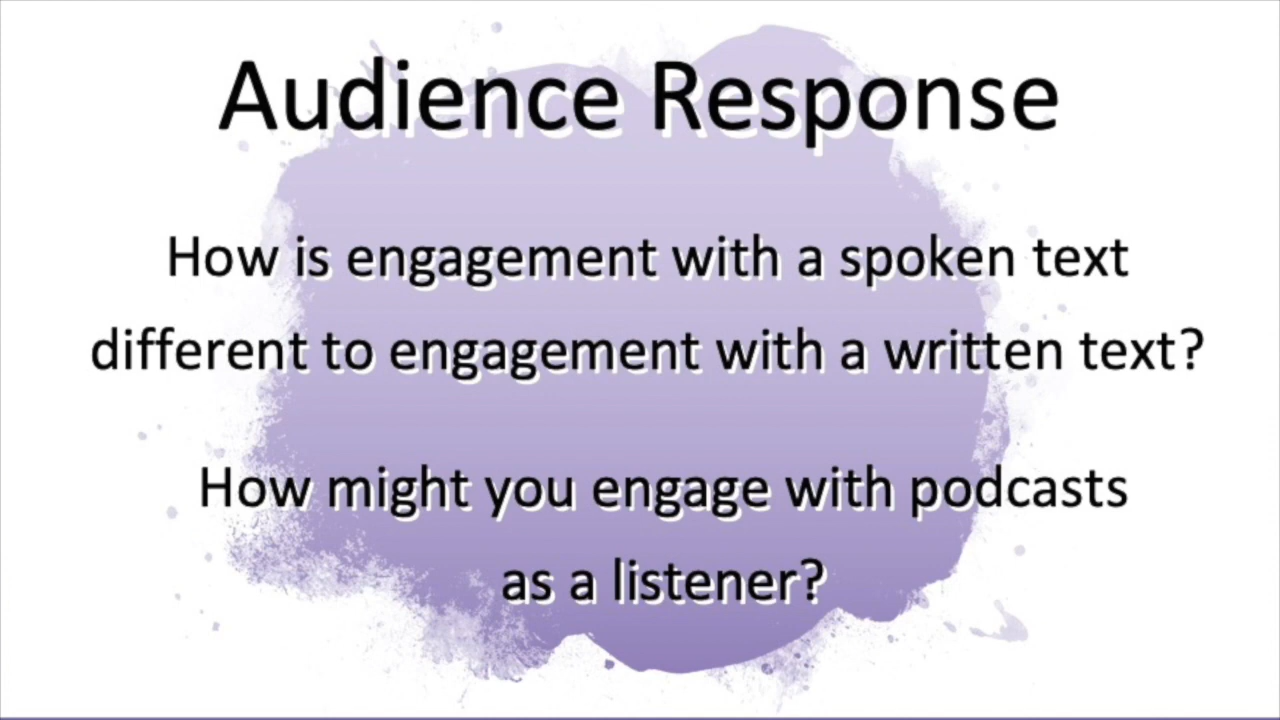 Audience Response
How is engagement with a spoken text
different to engagement with a written text?
How might you engage with podcasts
as a listener?